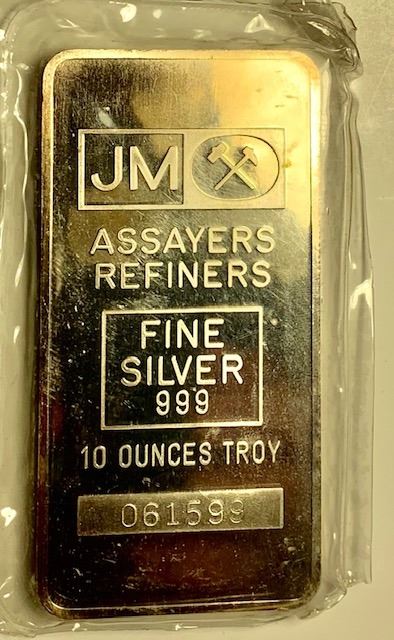 JM
ASSAYERS
REFINERS
FINE
SILVER
999
10 OUNCES TROY
061599